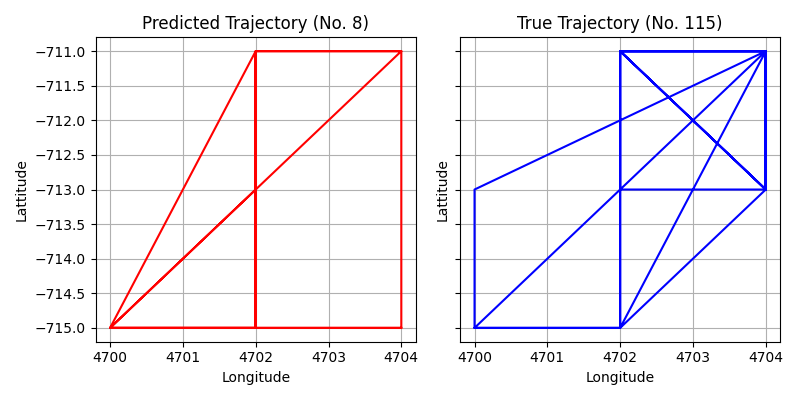 Predicted Trajectory (No. 8)
True Trajectory (No. 115)
Lattitude
−711.0
−711.5
−712.0
−712.5
−713.0
−713.5
−714.0
−714.5
−715.0
4700 4701 4702 4703 4704
Longitude
Lattitude
4700 4701 4702 4703 4704
Longitude